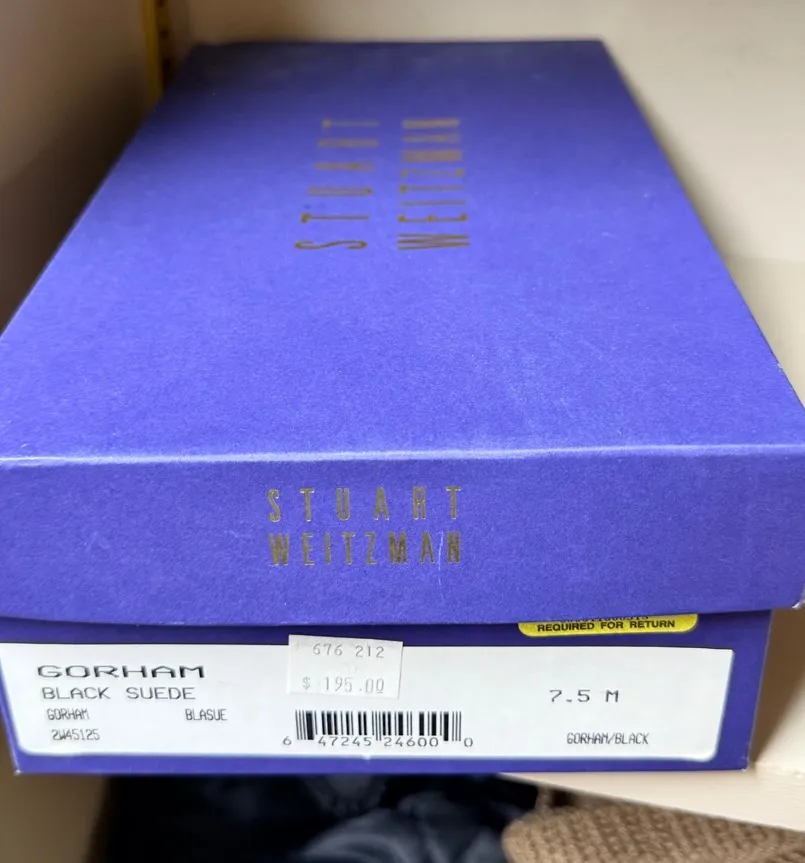 STUART
WEITZMAN
STUART
WEITZMAN
REQUIRED FOR RETURN
GORHAM
BLACK SUEDE
GORHAM BLASUE
2W45125
676 212
$ 195.00
6 47245 24600 0
7.5 M
GORHAM/BLACK